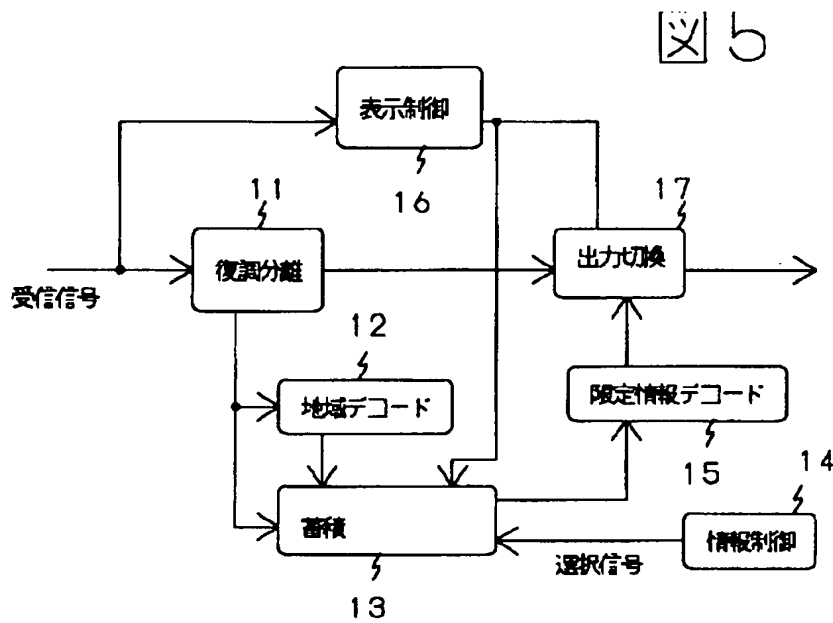 図5
表示制御
16
11
17
復調分離
出力切換
受信信号
12
地域デコード
限定情報デコード
15
14
蓄積
情報制御
選択信号
13